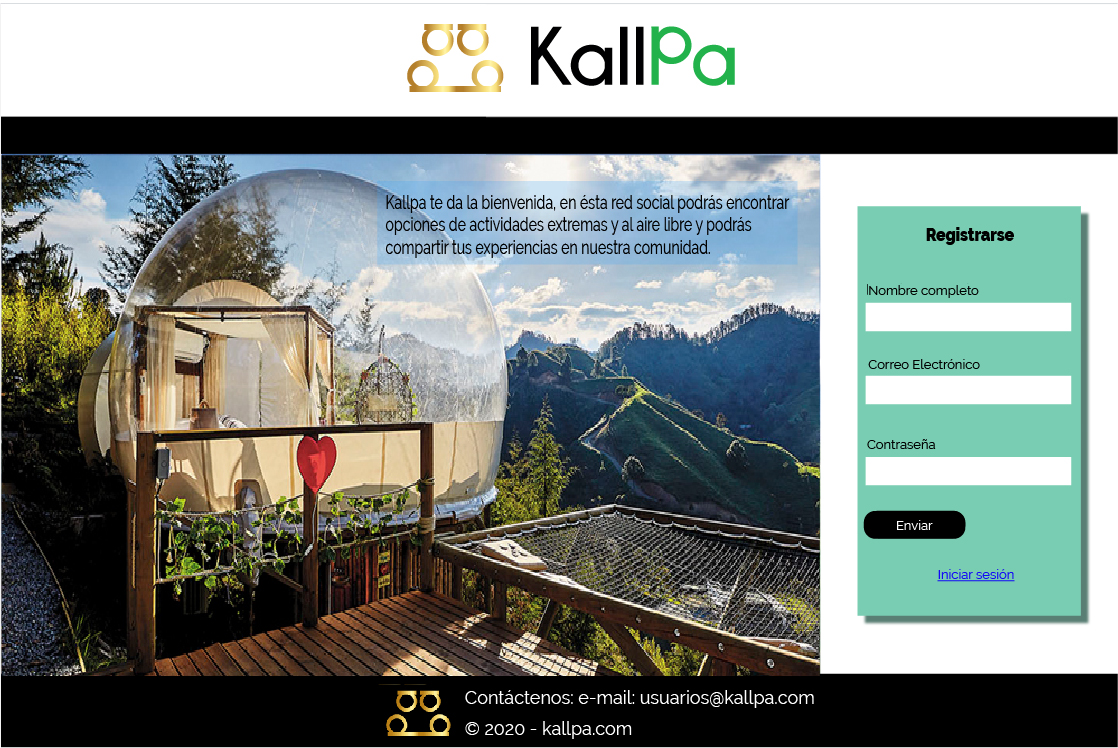 KallPa
Kallpa te da la bienvenida, en ésta red social podrás encontrar
opciones de actividades extremas y al aire libre y podrás
compartir tus experiencias en nuestra comunidad.
Registrarse
Nombre completo
Correo Electrónico
Contraseña
Enviar
Iniciar sesión
Contáctenos: e-mail: usuarios@kallpa.com
© 2020 - kallpa.com